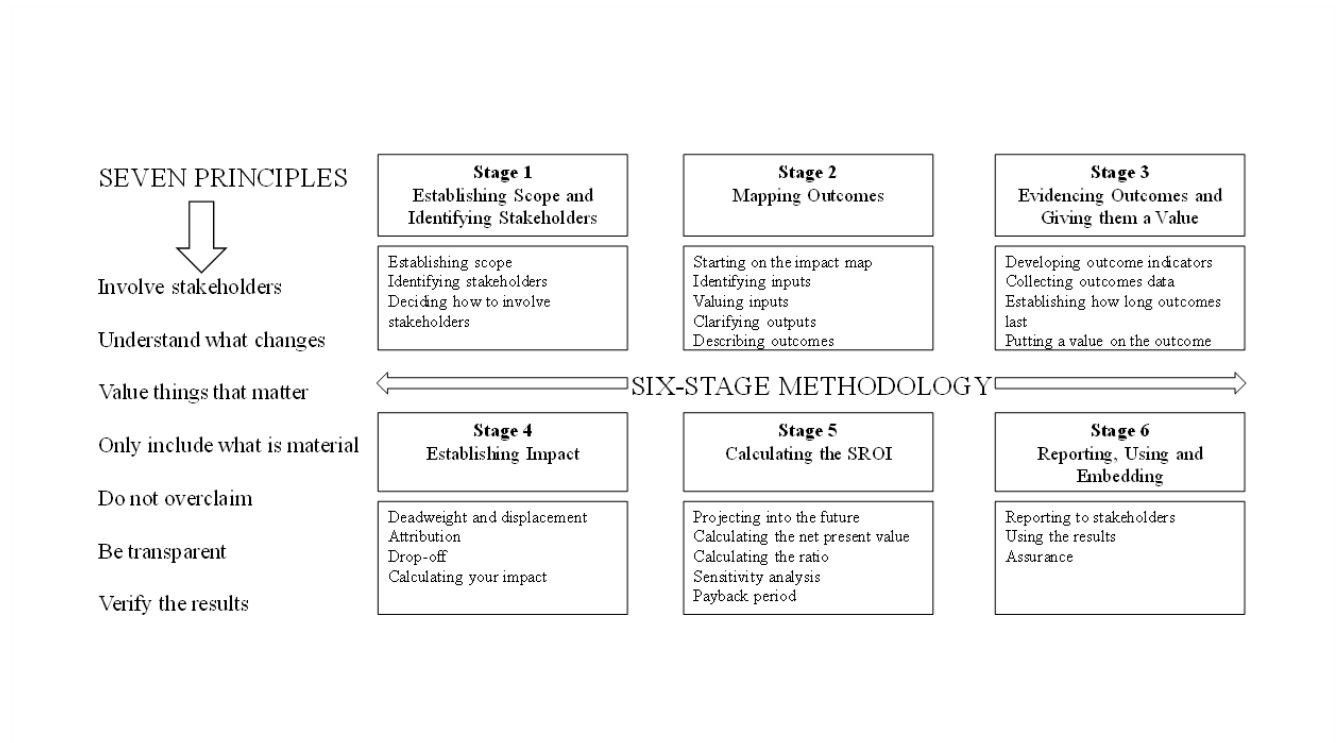 SEVEN PRINCIPLES
Involve stakeholders
Understand what changes
Value things that matter
Only include what is material
Do not overclaim
Be transparent
Verify the results
Stage 1
Establishing Scope and
Identifying Stakeholders
Establishing scope
Identifying stakeholders
Deciding how to involve
stakeholders
Stage 2
Mapping Outcomes
Starting on the impact map
Identifying inputs
Valuing inputs
Clarifying outputs
Describing outcomes
Stage 3
Evidencing Outcomes and
Giving them a Value
Developing outcome indicators
Collecting outcomes data
Establishing how long outcomes
last
Putting a value on the outcome
SIX-STAGE METHODOLOGY
Stage 4
Establishing Impact
Deadweight and displacement
Attribution
Drop-off
Calculating your impact
Stage 5
Calculating the SROI
Projecting into the future
Calculating the net present value
Calculating the ratio
Sensitivity analysis
Payback period
Stage 6
Reporting, Using and
Embedding
Reporting to stakeholders
Using the results
Assurance